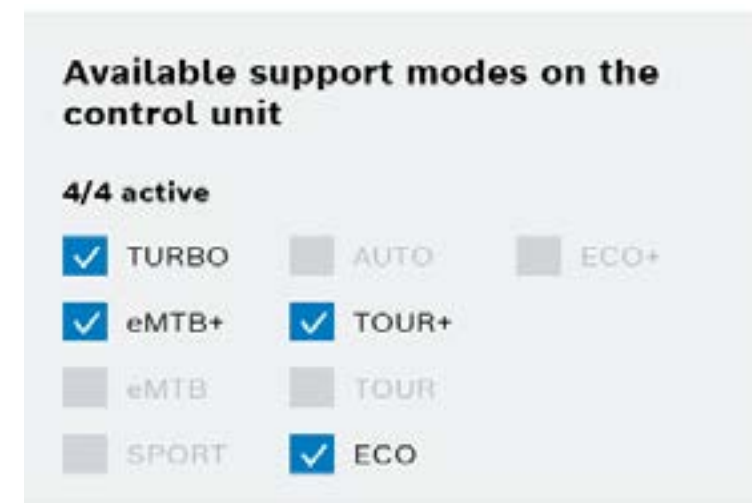 Available support modes on the
control unit
4/4 active
TURBO AUTO ECO+
eMTB+ TOUR+
eMTB TOUR
SPORT ECO